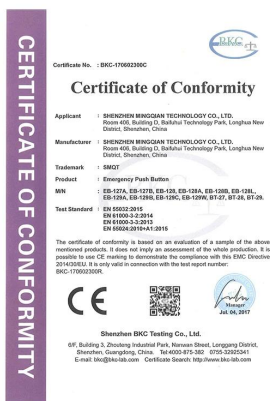 BKC
CERTIFICATE OF CONFORMITY
Certificate No. : BKC-170602300C
Certificate of Conformity
Applicant : SHENZHEN MINGQIAN TECHNOLOGY CO., LTD.
Room 406, Building D, Baifuhui Technology Park, Longhua New
District, Shenzhen, China
Manufacturer : SHENZHEN MINGQIAN TECHNOLOGY CO., LTD.
Room 406, Building D, Baifuhui Technology Park, Longhua New
District, Shenzhen, China
Trademark : SMQT
Product : Emergency Push Button
M/N : EB-127A, EB-127B, EB-126, EB-128A, EB-128B, EB-128L,
EB-129A, EB-129B, EB-129C, EB-129W, BT-27, BT-28, BT-29.
Test Standard : EN 55032:2015
EN 61000-3-2:2014
EN 61000-3-3:2013
EN 55024:2010+A1:2015
The certificate of conformity is based on an evaluation of a sample of the above
mentioned products. It does not imply an assessment of the whole production. It is
possible to use CE marking to demonstrate the compliance with this EMC Directive
2014/30/EU. It is only valid in connection with the test report number:
BKC-170602300R.
CE
Manager
Jul. 04, 2017
Shenzhen BKC Testing Co., Ltd.
6/F, Building 3, Zhouteng Industrial Park, Nanwan Street, Longgang District,
Shenzhen, Guangdong, China. Tel:4000-875-382 0755-32925341
E-mail: bkc@bkc-lab.com Certificate Search: http://www.bkc-lab.com